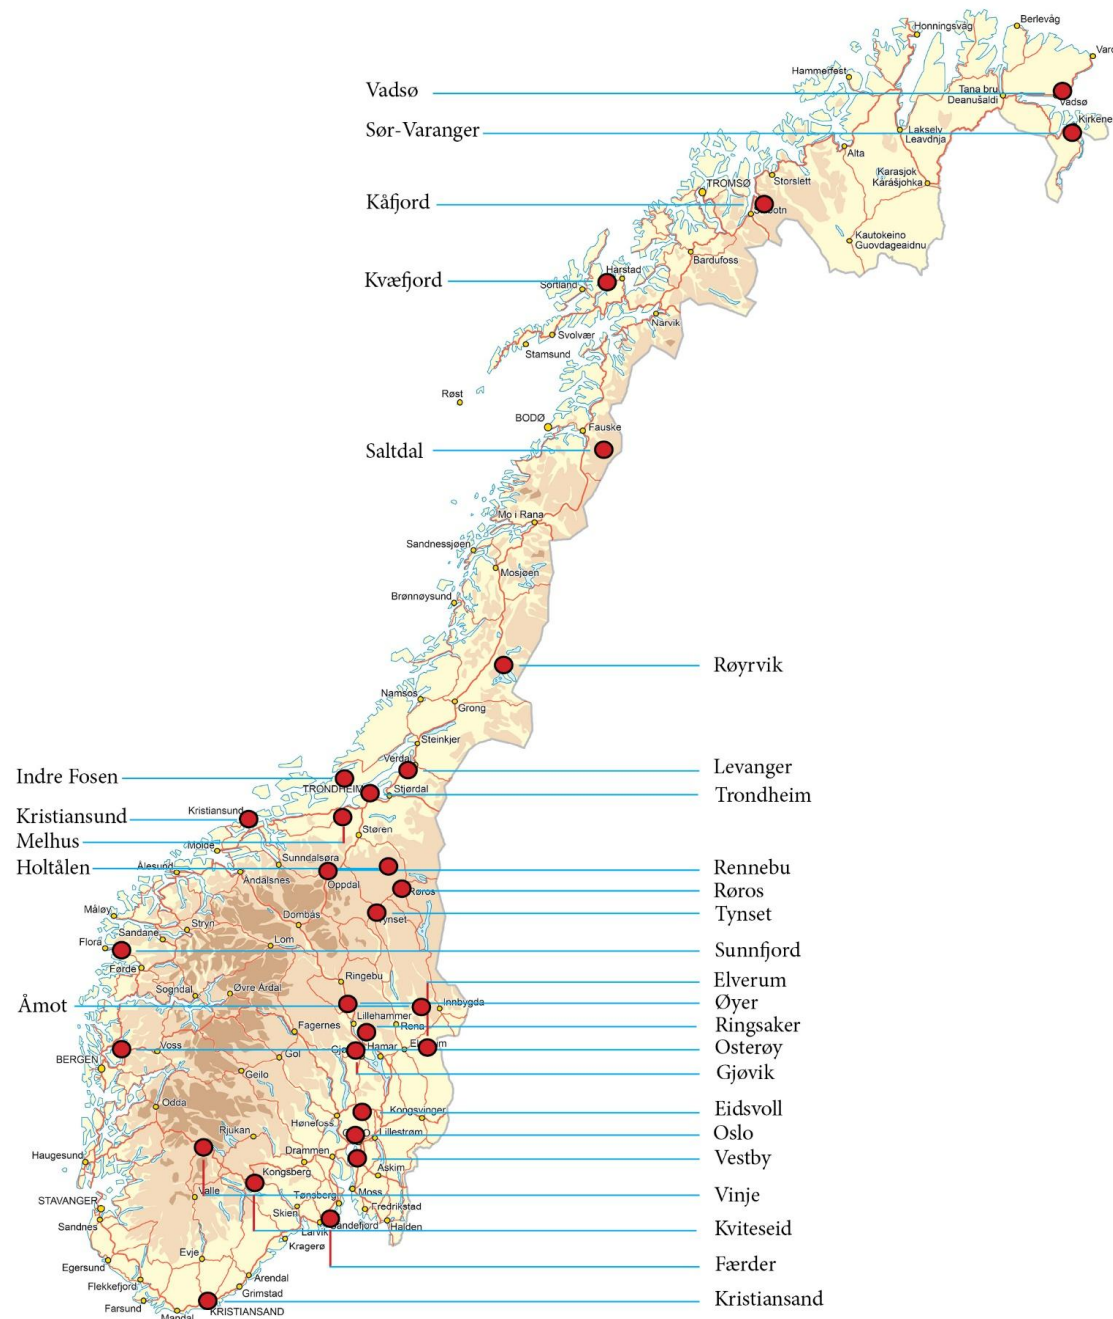 Honningsvåg
Berlevåg
Hammerfest
Vadsø
Tana bru
Deanušaldi
Vadsø
Sør-Varanger
Lakselv
Leavdnja
Alta
Karasjok
Kárášjohka
TROMSØ
Storslett
Kåfjord
Kautokeino
Guovdageaidnu
Bardufoss
Kvæfjord
Harstad
Sortland
Narvik
Svolvær
Stamsund
Røst
BODØ
Fauske
Saltdal
Mo i Rana
Sandnessjøen
Mosjøen
Brønnøysund
Røyrvik
Namsos
Grong
Steinkjer
Verdal
Levanger
Indre Fosen
TRONDHEIM
Stjørdal
Trondheim
Kristiansund
Kristiansund
Melhus
Støren
Molde
Holtålen
Sunndalsøra
Rennebu
Ålesund
Åndalsnes
Oppdal
Røros
Røros
Tynset
Tynset
Måløy
Stryn
Dombås
Sandane
Flora
Lom
Sunnfjord
Førde
Ringebu
Elverum
Sogndal
Øvre Årdal
Åmot
Innbygda
Øyer
Lillehammer
Fagernes
Rena
Ringsaker
Voss
Gol
Hamar
Osterøy
BERGEN
Geilo
Gjøvik
Odda
Hønefoss
Kongsvinger
Eidsvoll
Rjukan
Lillestrøm
Oslo
Haugesund
Drammen
Vestby
Kongsberg
Askim
Valle
Moss
Vinje
STAVANGER
Tønsberg
Fredrikstad
Sandnes
Skien
Halden
Kviteseid
Larvik
Kragerø
Evje
Egersund
Færder
Arendal
Flekkefjord
Grimstad
Farsund
Mandal
KRISTIANSAND
Kristiansand